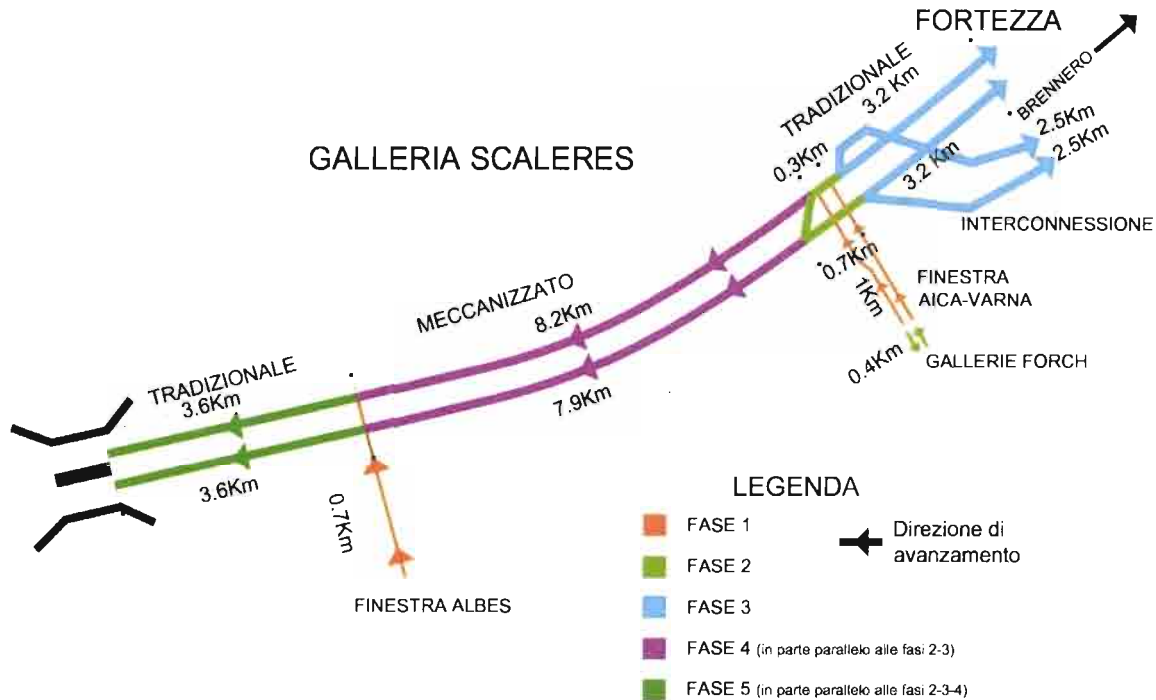 FORTEZZA
BRENNERO
TRADIZIONALE
3.2 Km
0.3Km
2.5Km
2.5Km
3.2 Km
GALLERIA SCALERES
INTERCONNESSIONE
0.7Km
1Km
FINESTRA
AICA-VARNA
0.4Km
GALLERIE FORCH
MECCANIZZATO
8.2Km
7.9Km
TRADIZIONALE
3.6Km
3.6Km
0.7Km
FINESTRA ALBES
LEGENDA
FASE 1
FASE 2
FASE 3
FASE 4 (in parte parallelo alle fasi 2-3)
FASE 5 (in parte parallelo alle fasi 2-3-4)
Direzione di
avanzamento